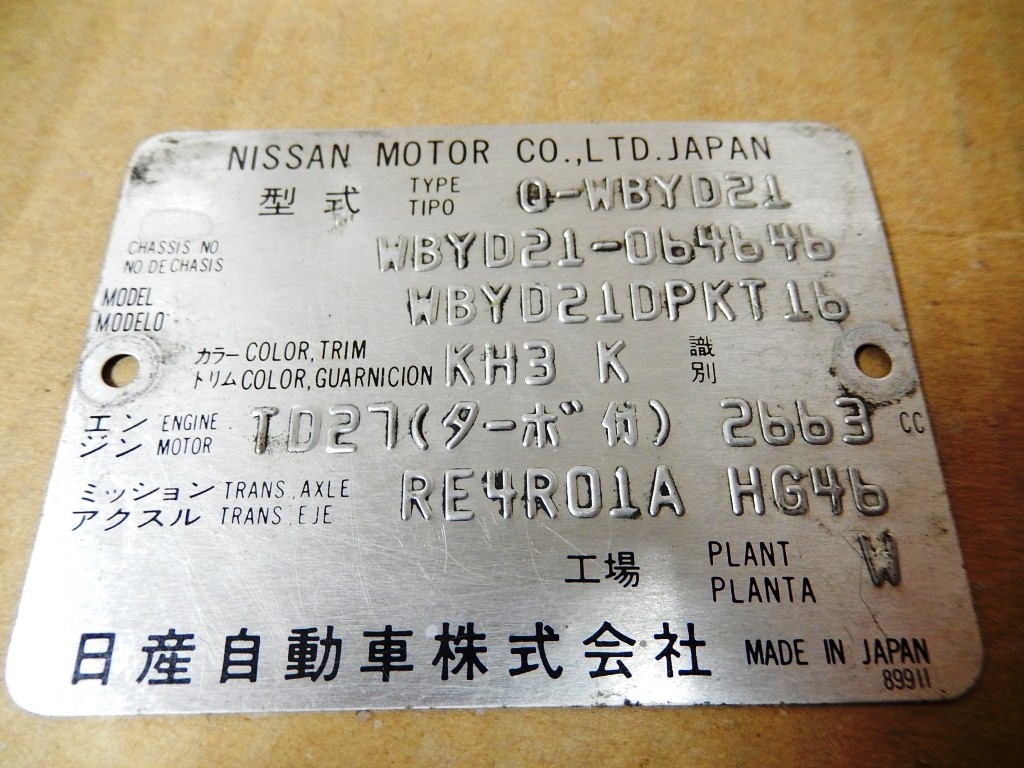 NISSAN MOTOR CO.,LTD.JAPAN
型式 TYPE TIPO Q-WBYD21
CHASSIS NO NO DE CHASIS WBYD21-064646
MODEL MODELO WBYD21DPKT16
カラー COLOR,TRIM トリム COLOR,GUARNICION KH3 K 識別
エンジン ENGINE MOTOR TD27(ターボ付) 2663 CC
ミッション TRANS.AXLE アクスル TRANS.EJE RE4R01A HG46
工場 PLANT PLANTA W
日産自動車株式会社 MADE IN JAPAN
89911